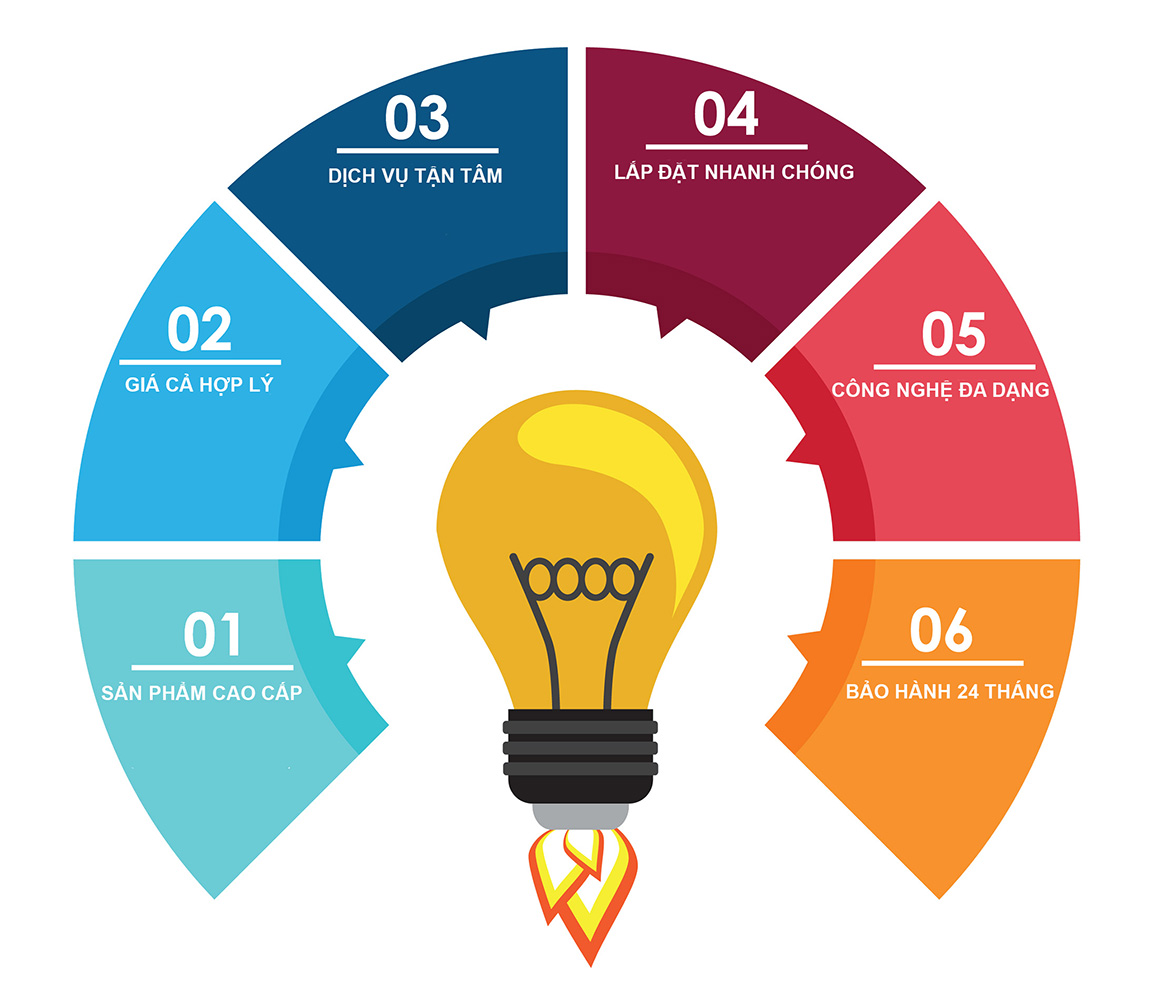 01
SẢN PHẨM CAO CẤP
02
GIÁ CẢ HỢP LÝ
03
DỊCH VỤ TẬN TÂM
04
LẮP ĐẶT NHANH CHÓNG
05
CÔNG NGHỆ ĐA DẠNG
06
BẢO HÀNH 24 THÁNG